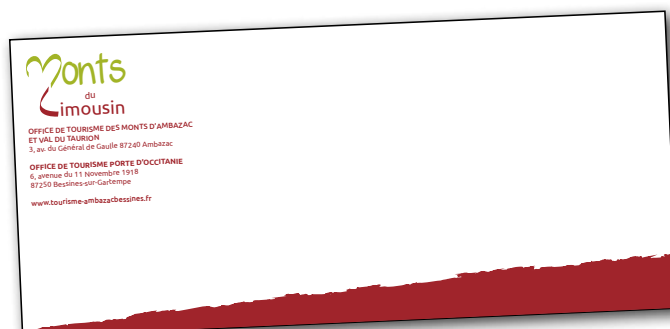 Monts
du
Limousin
OFFICE DE TOURISME DES MONTS D'AMBAZAC
ET VAL DU TAURION
3, av. du Général de Gaulle 87240 Ambazac
OFFICE DE TOURISME PORTE D'OCCITANIE
6, avenue du 11 Novembre 1918
87250 Bessines-sur-Gartempe
www.tourisme-ambazacbessines.fr